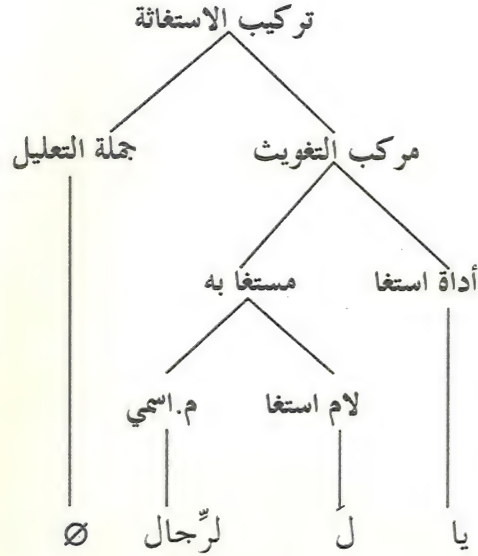 تركيب الاستغاثة
مركب التغويث جملة التعليل
أداة استغا مستغا به
لام استغا م.اسمي
يا لَ لرِّجال ∅